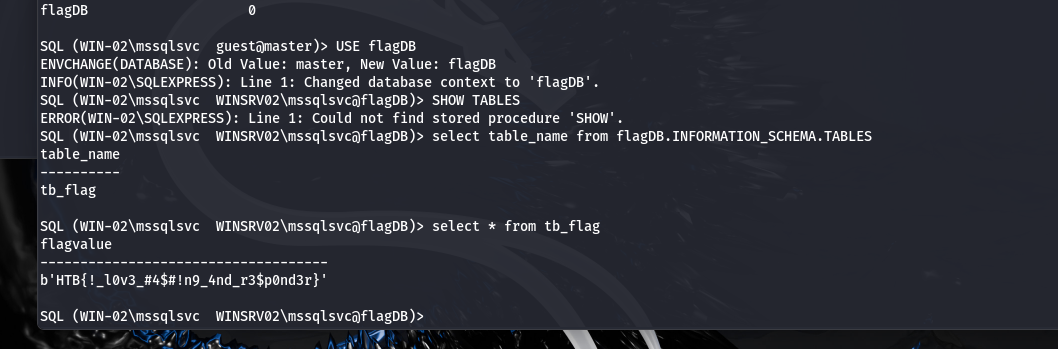 flagDB 0
SQL (WIN-02\mssqlsvc guest@master)> USE flagDB
ENVCHANGE(DATABASE): Old Value: master, New Value: flagDB
INFO(WIN-02\SQLEXPRESS): Line 1: Changed database context to 'flagDB'.
SQL (WIN-02\mssqlsvc WINSRV02\mssqlsvc@flagDB)> SHOW TABLES
ERROR(WIN-02\SQLEXPRESS): Line 1: Could not find stored procedure 'SHOW'.
SQL (WIN-02\mssqlsvc WINSRV02\mssqlsvc@flagDB)> select table_name from flagDB.INFORMATION_SCHEMA.TABLES
table_name
----------
tb_flag
SQL (WIN-02\mssqlsvc WINSRV02\mssqlsvc@flagDB)> select * from tb_flag
flagvalue
-----------------------------------
b'HTB{!_l0v3_#4$#!n9_4nd_r3$p0nd3r}'
SQL (WIN-02\mssqlsvc WINSRV02\mssqlsvc@flagDB)>